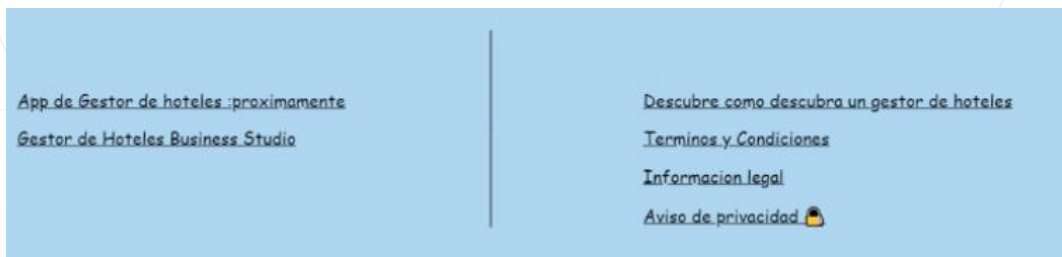 App de Gestor de hoteles :proximamente
Gestor de Hoteles Business Studio
Descubre como descubra un gestor de hoteles
Terminos y Condiciones
Informacion legal
Aviso de privacidad